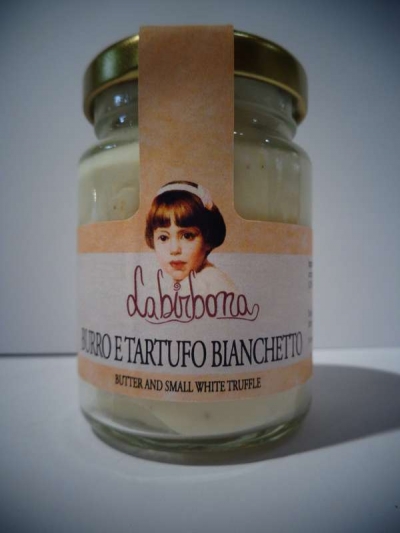 Labirbona
BURRO E TARTUFO BIANCHETTO
BUTTER AND SMALL WHITE TRUFFLE